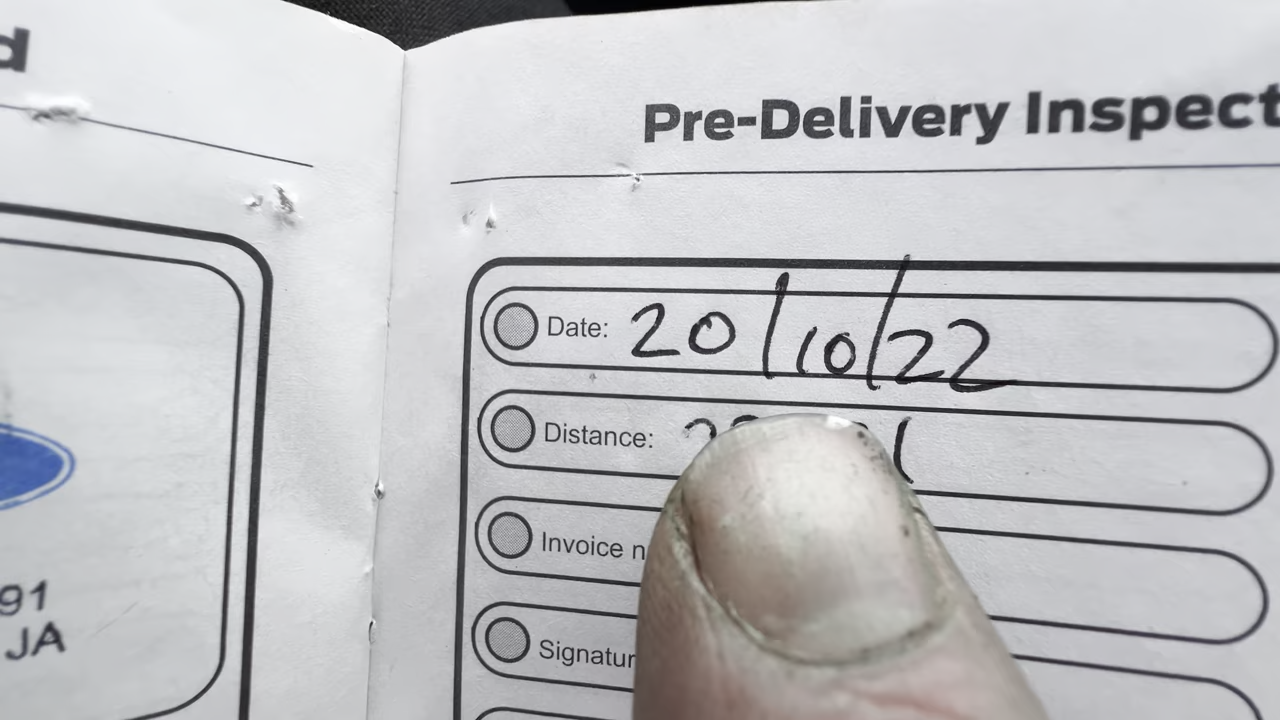 Pre-Delivery Inspect
Date: 20/10/22
Distance:
Invoice n
Signatur
91
JA